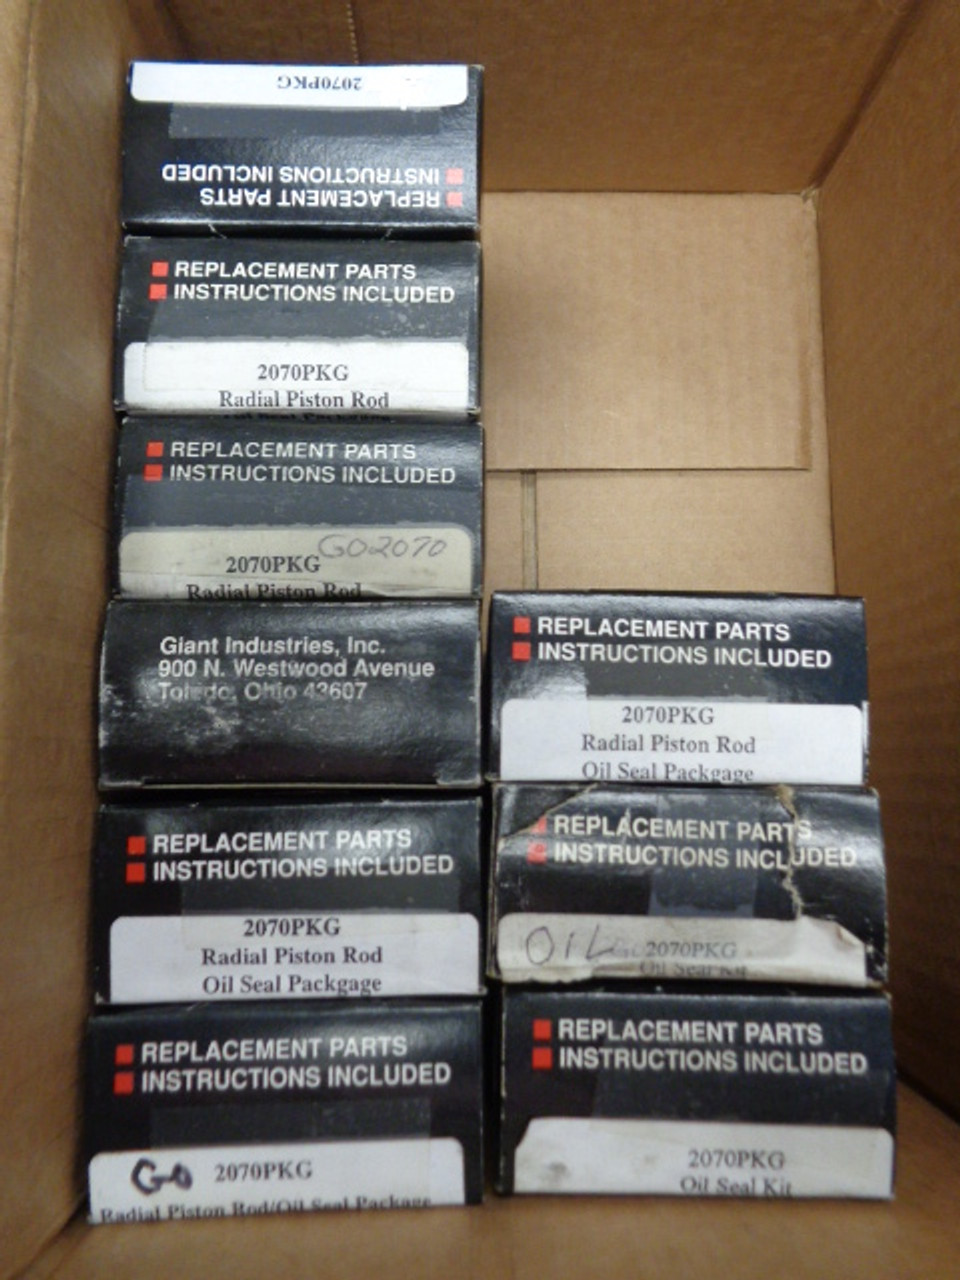 2070PKG
INSTRUCTIONS INCLUDED
REPLACEMENT PARTS
REPLACEMENT PARTS
INSTRUCTIONS INCLUDED
2070PKG
Radial Piston Rod
Oil Seal Packgage
REPLACEMENT PARTS
INSTRUCTIONS INCLUDED
GO2070
2070PKG
Radial Piston Rod
Giant Industries, Inc.
900 N. Westwood Avenue
Toledo, Ohio 43607
REPLACEMENT PARTS
INSTRUCTIONS INCLUDED
2070PKG
Radial Piston Rod
Oil Seal Packgage
REPLACEMENT PARTS
INSTRUCTIONS INCLUDED
GO 2070PKG
Radial Piston Rod/Oil Seal Package
REPLACEMENT PARTS
INSTRUCTIONS INCLUDED
2070PKG
Radial Piston Rod
Oil Seal Packgage
REPLACEMENT PARTS
INSTRUCTIONS INCLUDED
OIL 2070PKG
Oil Seal Kit
REPLACEMENT PARTS
INSTRUCTIONS INCLUDED
2070PKG
Oil Seal Kit